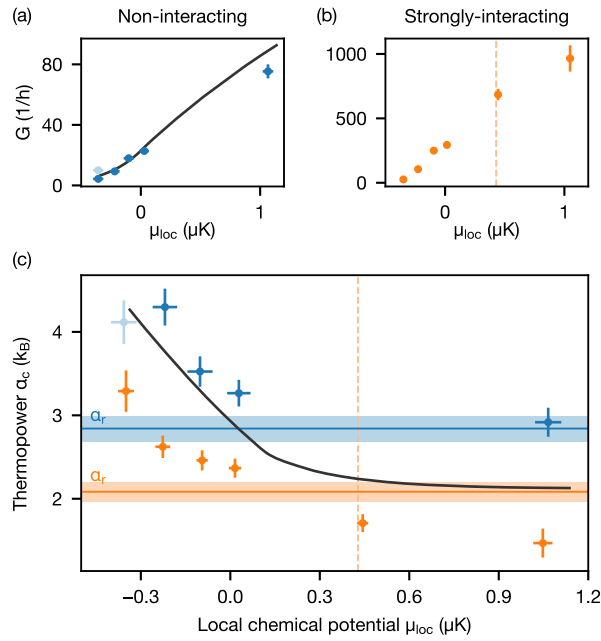 (a) Non-interacting
(b) Strongly-interacting
G (1/h)
80
40
0
0 1
μloc (μK)
1000
500
0
0 1
μloc (μK)
(c)
Thermopower αc (kB)
4
3
2
αr
αr
−0.3 0.0 0.3 0.6 0.9 1.2
Local chemical potential μloc (μK)